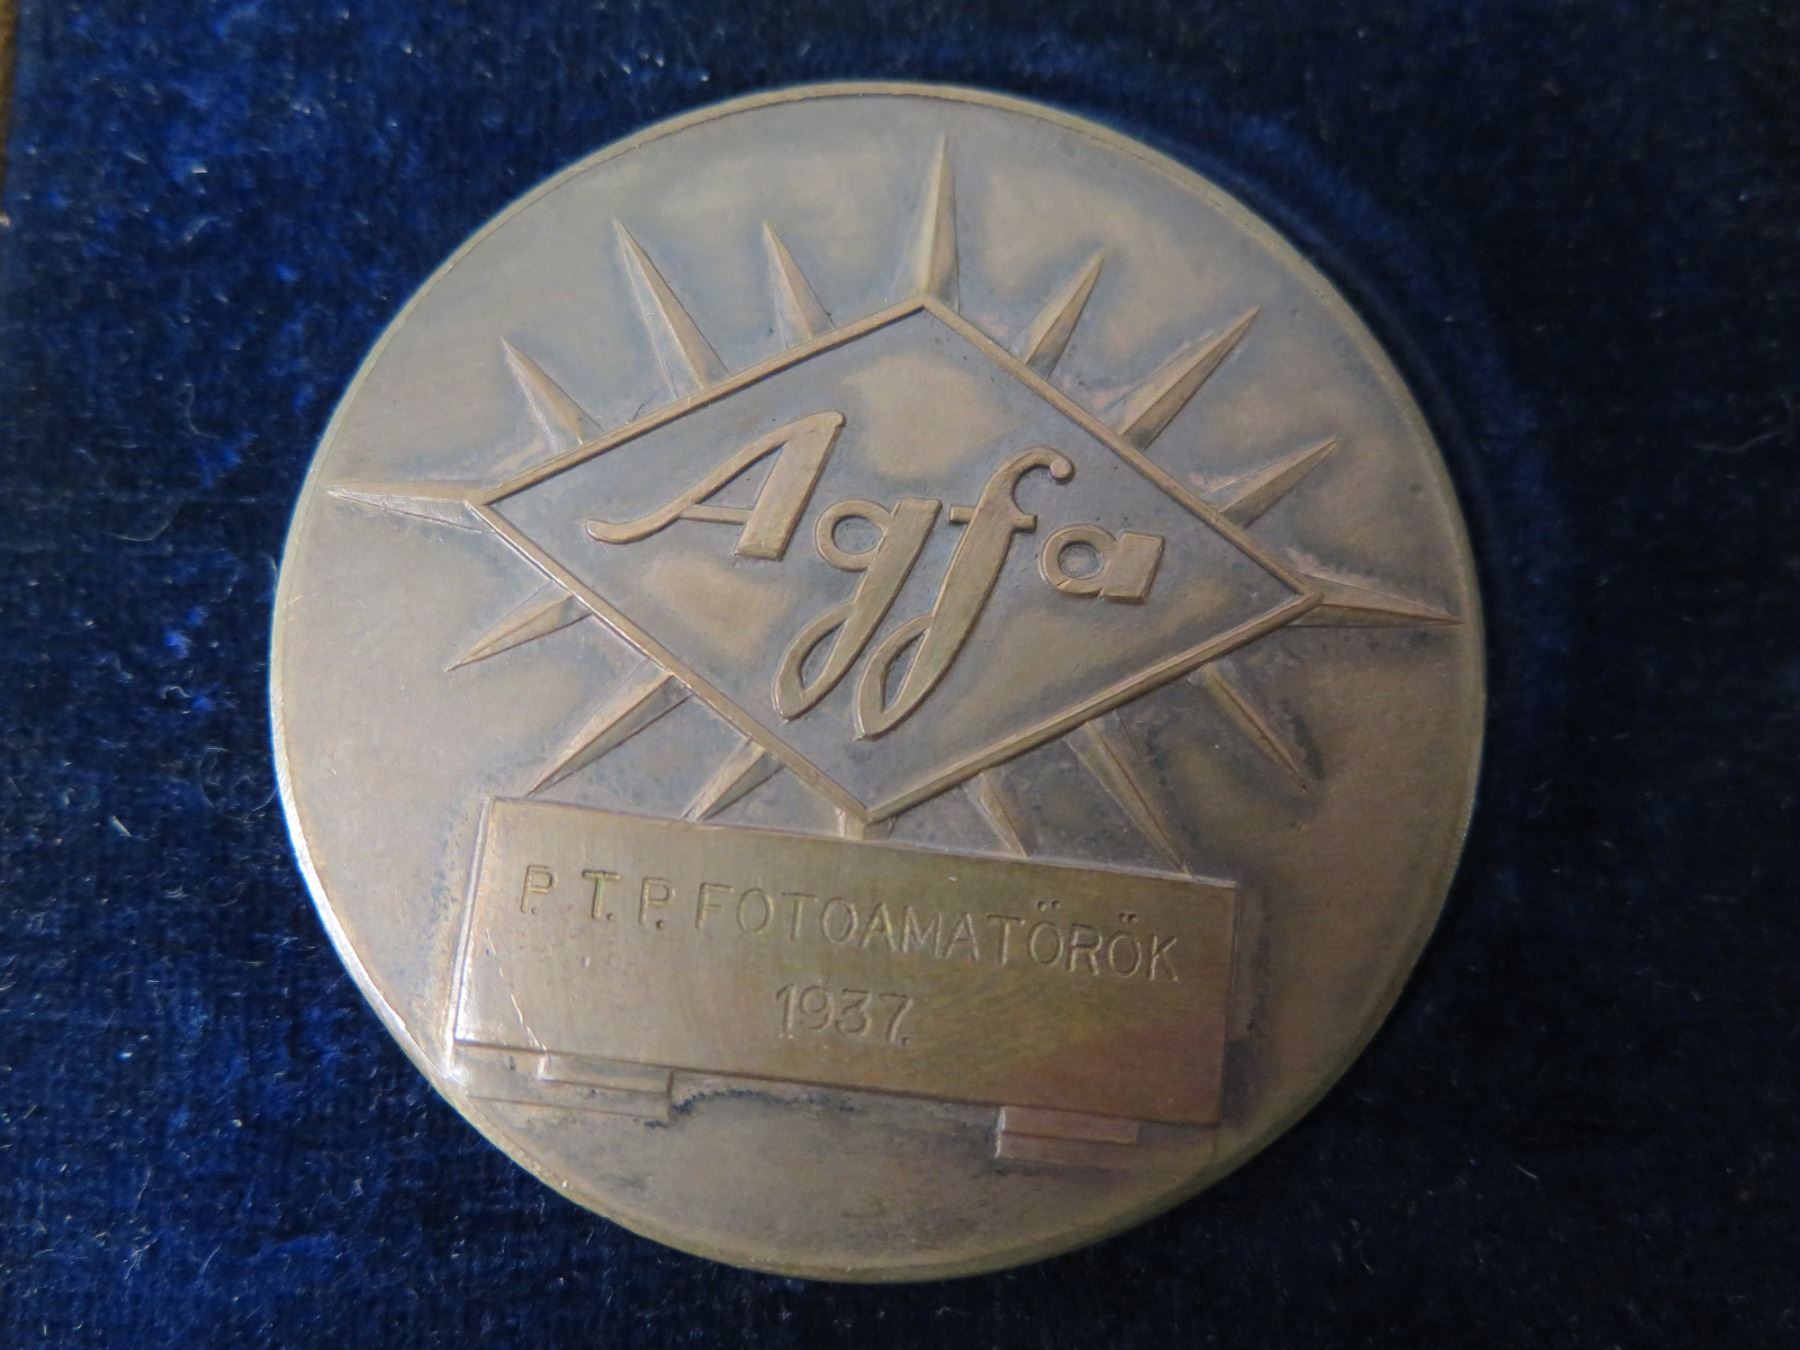 Agfa
P. T. P. FOTOAMATÖRÖK
1937.